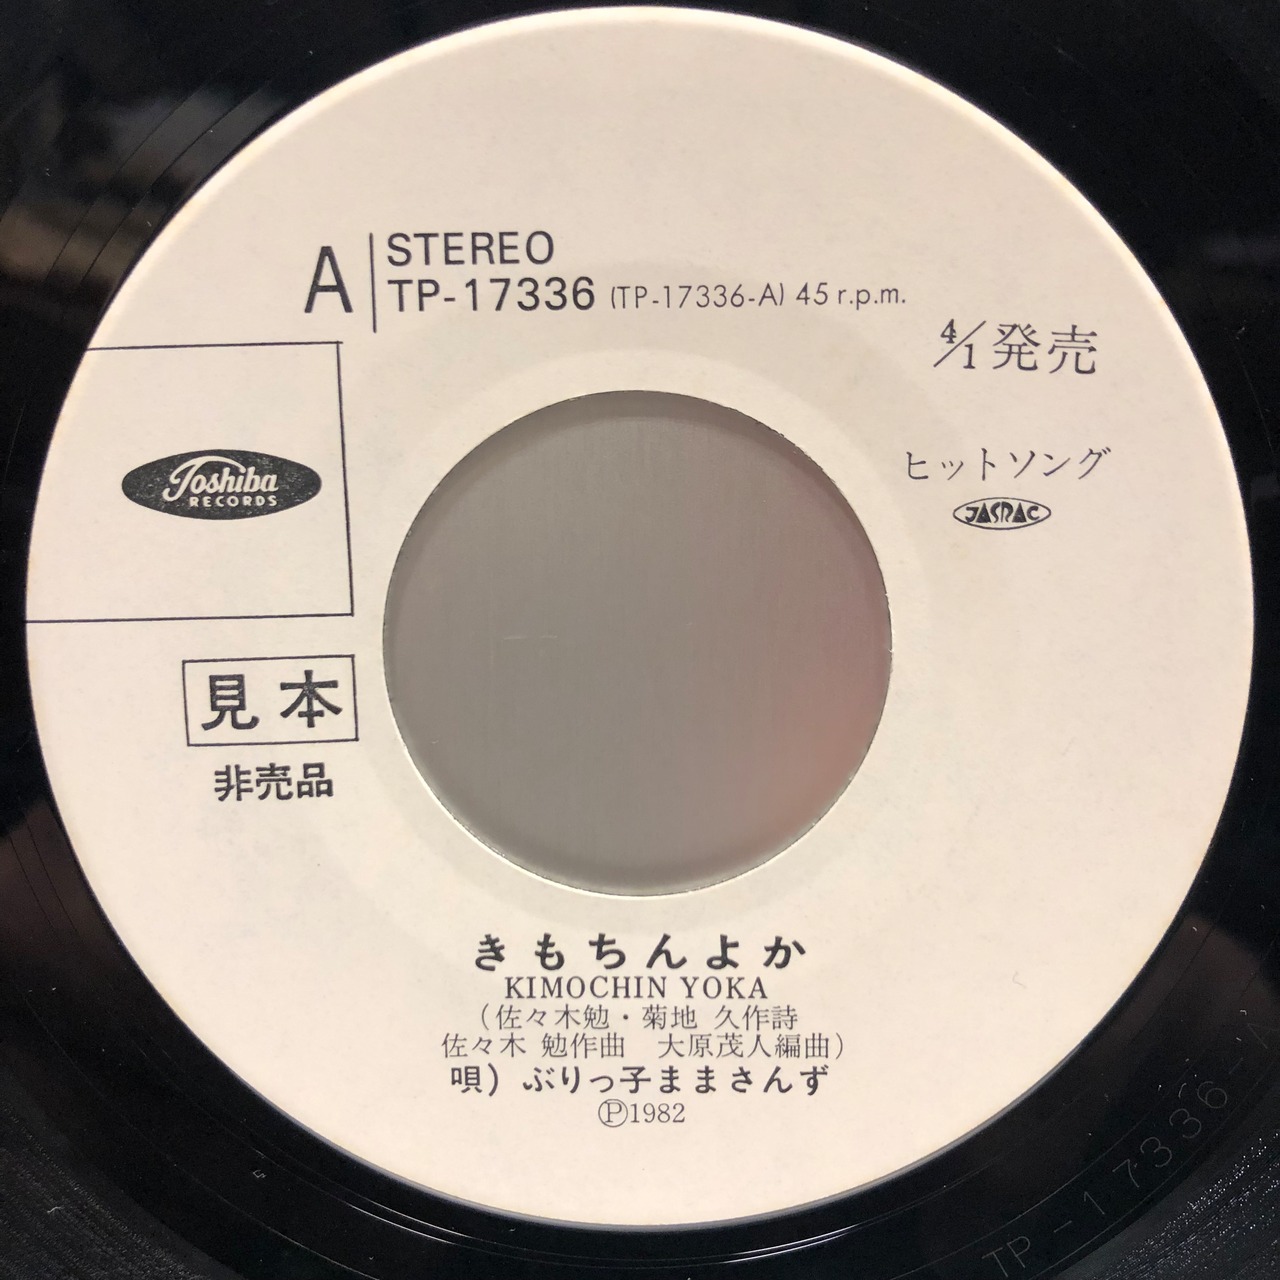 A
STEREO
TP-17336 (TP-17336-A) 45 r.p.m.
4/1発売
Toshiba
RECORDS
ヒットソング
JASRAC
見本
非売品
きもちんよか
KIMOCHIN YOKA
(佐々木勉・菊地 久作詩
佐々木 勉作曲 大原茂人編曲)
唄) ぶりっ子ままさんず
Ⓟ1982
TP-17336-A